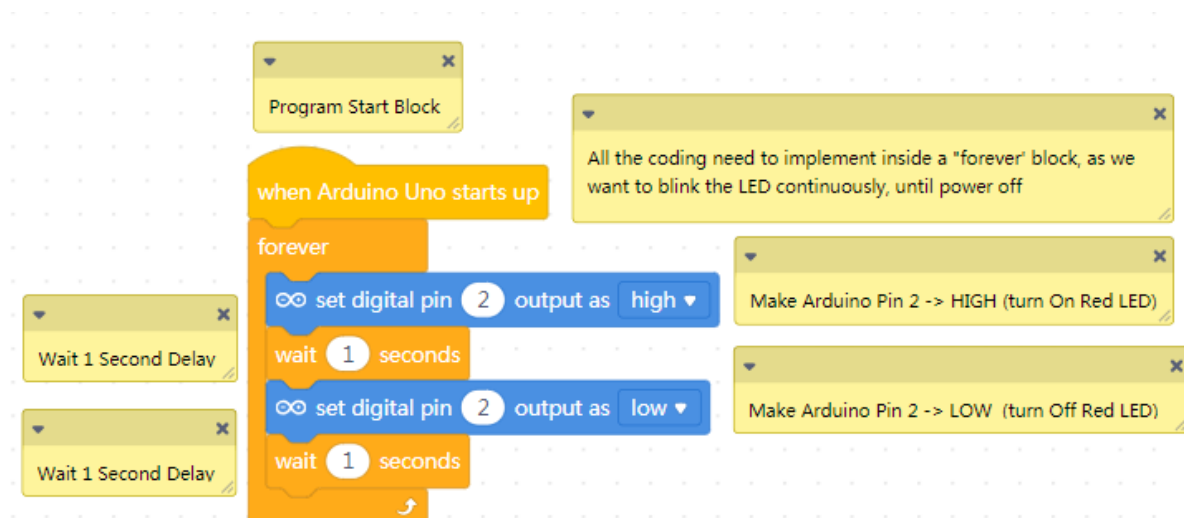 Program Start Block
All the coding need to implement inside a "forever' block, as we
want to blink the LED continuously, until power off
when Arduino Uno starts up
forever
set digital pin 2 output as high
Make Arduino Pin 2 -> HIGH (turn On Red LED)
Wait 1 Second Delay
wait 1 seconds
set digital pin 2 output as low
Make Arduino Pin 2 -> LOW (turn Off Red LED)
Wait 1 Second Delay
wait 1 seconds